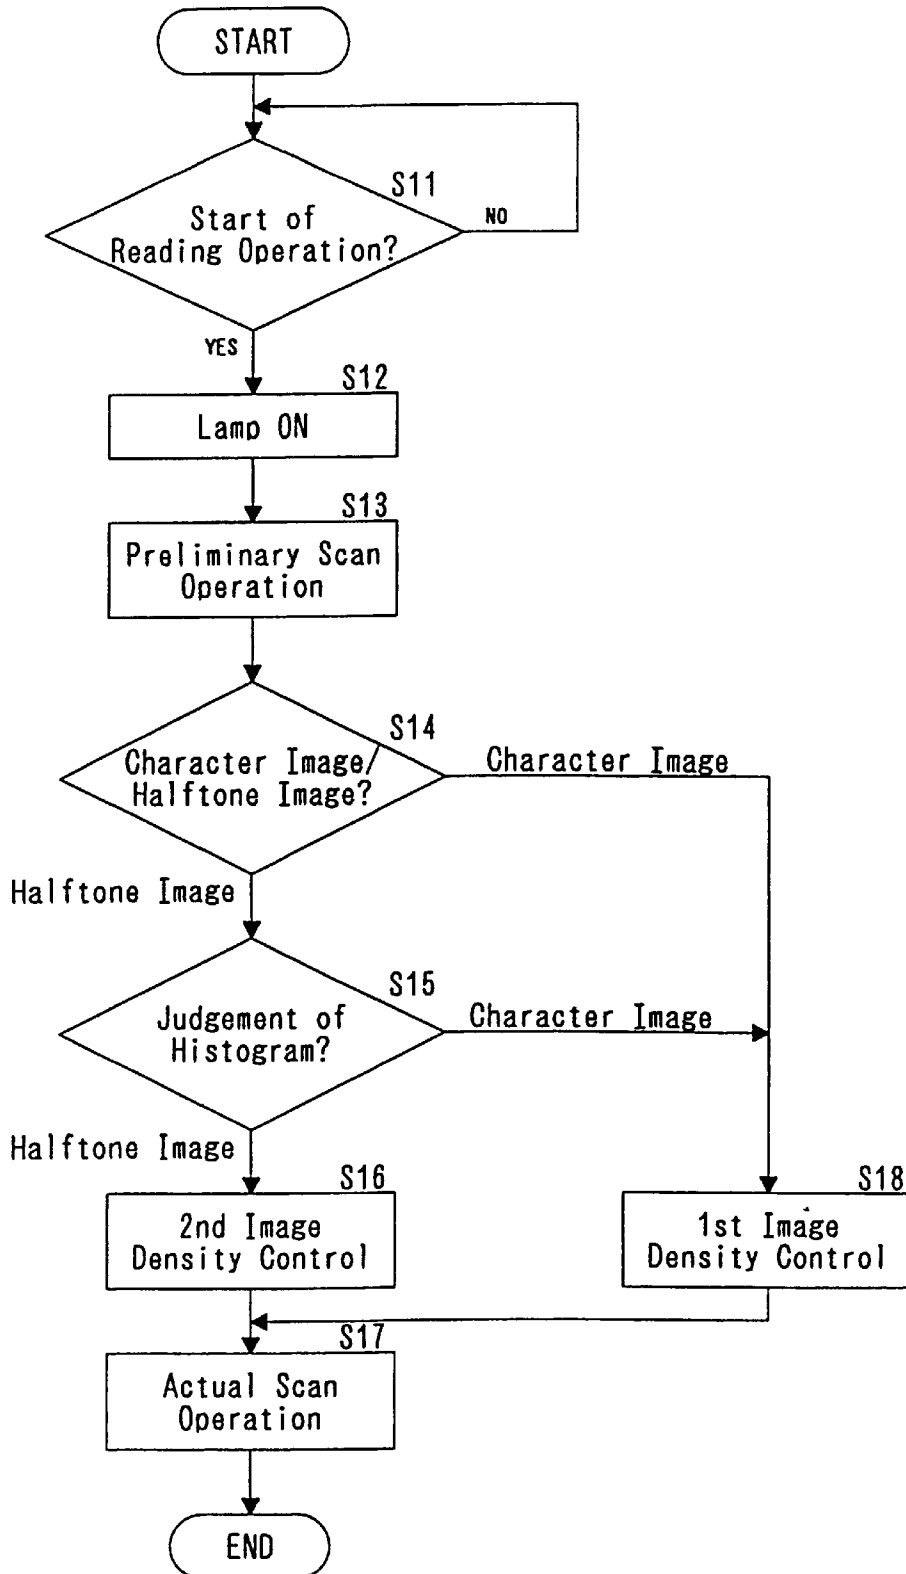 START
S11
Start of
Reading Operation?
NO
YES
S12
Lamp ON
S13
Preliminary Scan
Operation
S14
Character Image/
Halftone Image?
Character Image
Halftone Image
S15
Judgement of
Histogram?
Character Image
Halftone Image
S16
2nd Image
Density Control
S18
1st Image
Density Control
S17
Actual Scan
Operation
END